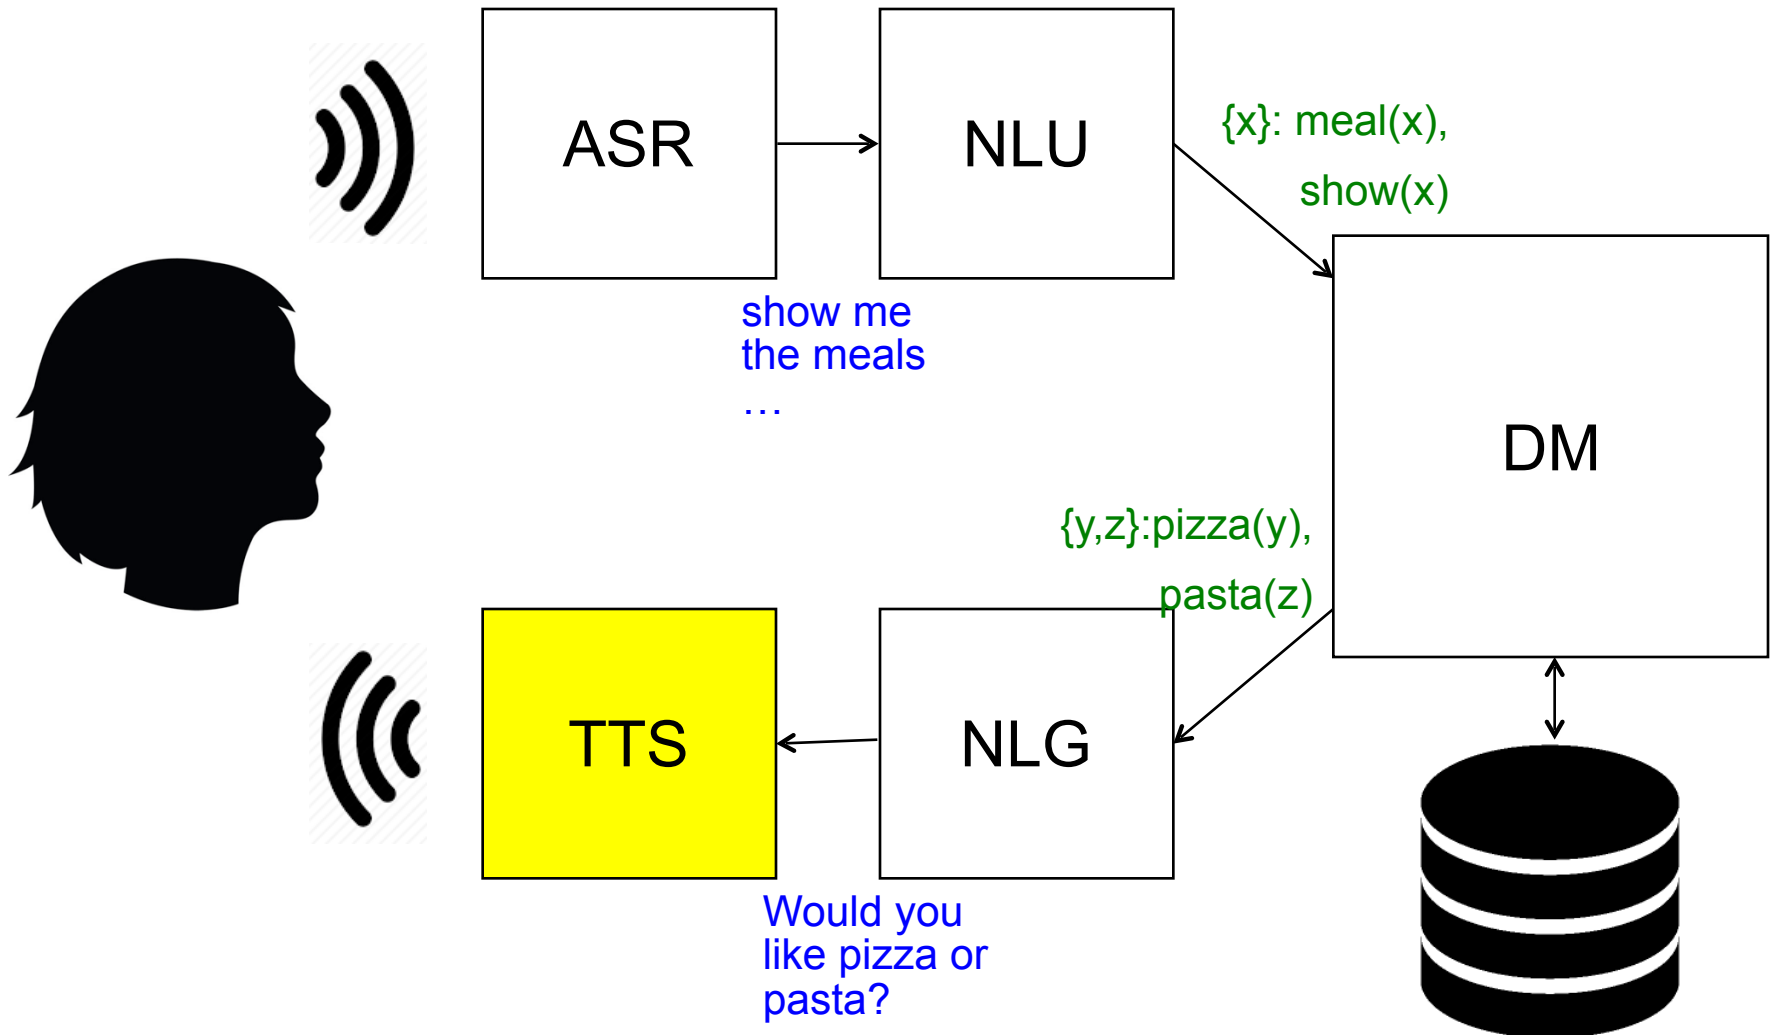 ASR
NLU
{x}: meal(x),
show(x)
show me
the meals
…
DM
{y,z}:pizza(y),
pasta(z)
TTS
NLG
Would you
like pizza or
pasta?